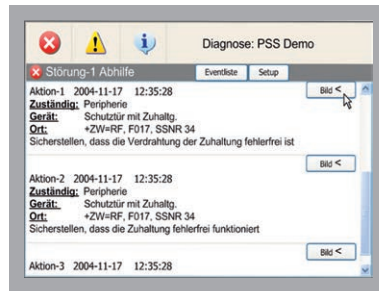 Diagnose: PSS Demo
Störung-1 Abhilfe Eventliste Setup
Aktion-1 2004-11-17 12:35:28 Bild <
Zuständig: Peripherie
Gerät: Schutztür mit Zuhaltg.
Ort: +ZW=RF, F017, SSNR 34
Sicherstellen, dass die Verdrahtung der Zuhaltung fehlerfrei ist
Bild <
Aktion-2 2004-11-17 12:35:28
Zuständig: Peripherie
Gerät: Schutztür mit Zuhaltg.
Ort: +ZW=RF, F017, SSNR 34
Sicherstellen, dass die Zuhaltung fehlerfrei funktioniert
Bild <
Aktion-3 2004-11-17 12:35:28